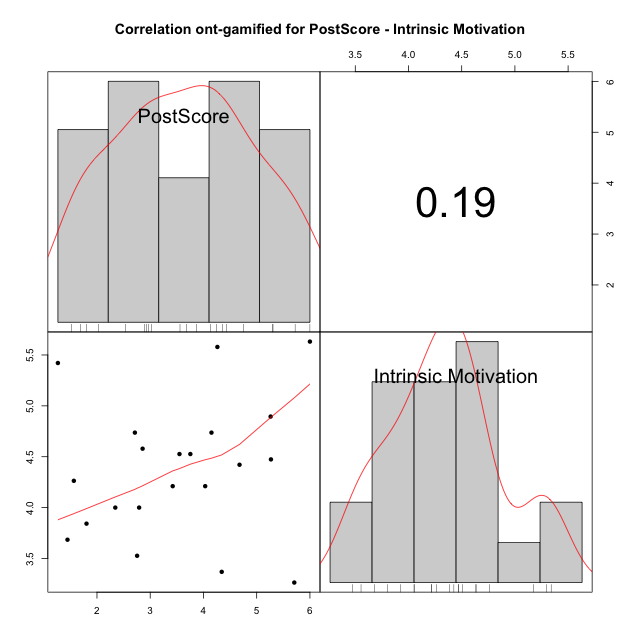 Correlation ont-gamified for PostScore - Intrinsic Motivation
3.5 4.0 4.5 5.0 5.5
PostScore
0.19
6
5
4
3
2
Intrinsic Motivation
5.5
5.0
4.5
4.0
3.5
2 3 4 5 6